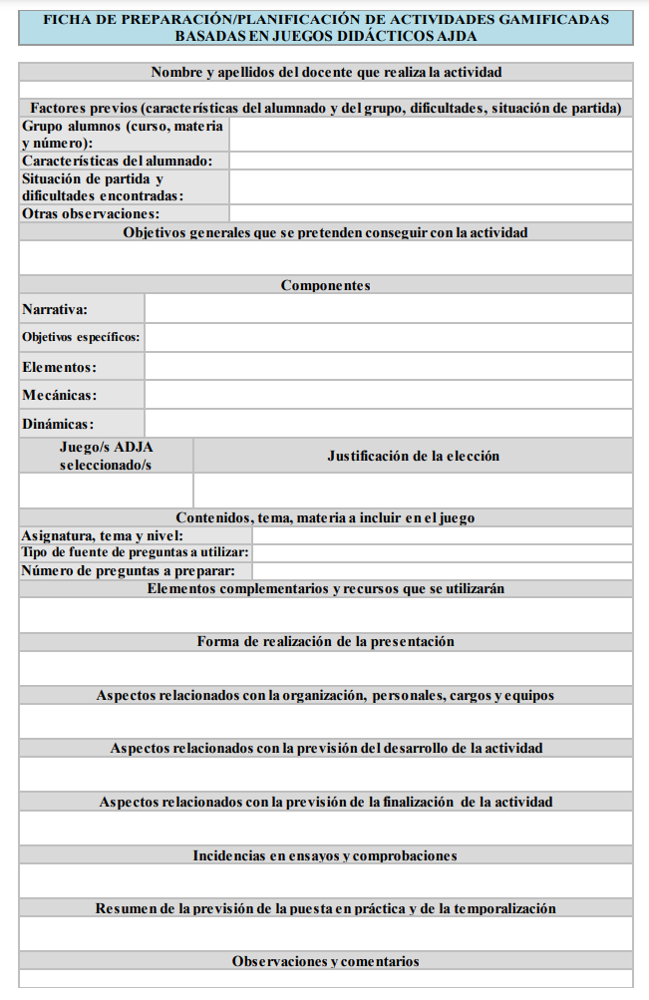 FICHA DE PREPARACIÓN/PLANIFICACIÓN DE ACTIVIDADES GAMIFICADAS
BASADAS EN JUEGOS DIDÁCTICOS AJDA
Nombre y apellidos del docente que realiza la actividad
Factores previos (características del alumnado y del grupo, dificultades, situación de partida)
Grupo alumnos (curso, materia
y número):
Características del alumnado:
Situación de partida y
dificultades encontradas:
Otras observaciones:
Objetivos generales que se pretenden conseguir con la actividad
Componentes
Narrativa:
Objetivos específicos:
Elementos:
Mecánicas:
Dinámicas:
Juego/s ADJA
seleccionado/s
Justificación de la elección
Contenidos, tema, materia a incluir en el juego
Asignatura, tema y nivel:
Tipo de fuente de preguntas a utilizar:
Número de preguntas a preparar:
Elementos complementarios y recursos que se utilizarán
Forma de realización de la presentación
Aspectos relacionados con la organización, personales, cargos y equipos
Aspectos relacionados con la previsión del desarrollo de la actividad
Aspectos relacionados con la previsión de la finalización de la actividad
Incidencias en ensayos y comprobaciones
Resumen de la previsión de la puesta en práctica y de la temporalización
Observaciones y comentarios